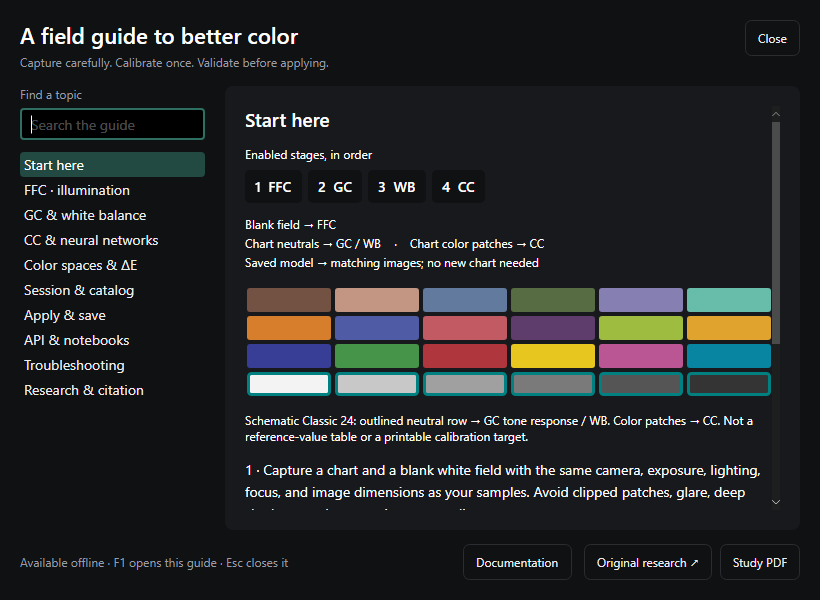 A field guide to better color
Close
Capture carefully. Calibrate once. Validate before applying.
Find a topic
Search the guide
Start here
FFC · illumination
GC & white balance
CC & neural networks
Color spaces & ΔE
Session & catalog
Apply & save
API & notebooks
Troubleshooting
Research & citation
Start here
Enabled stages, in order
1 FFC
2 GC
3 WB
4 CC
Blank field → FFC
Chart neutrals → GC / WB · Chart color patches → CC
Saved model → matching images; no new chart needed
Schematic Classic 24: outlined neutral row → GC tone response / WB. Color patches → CC. Not a
reference-value table or a printable calibration target.
1 · Capture a chart and a blank white field with the same camera, exposure, lighting,
focus, and image dimensions as your samples. Avoid clipped patches, glare, deep
Available offline · F1 opens this guide · Esc closes it
Documentation
Original research ↗
Study PDF